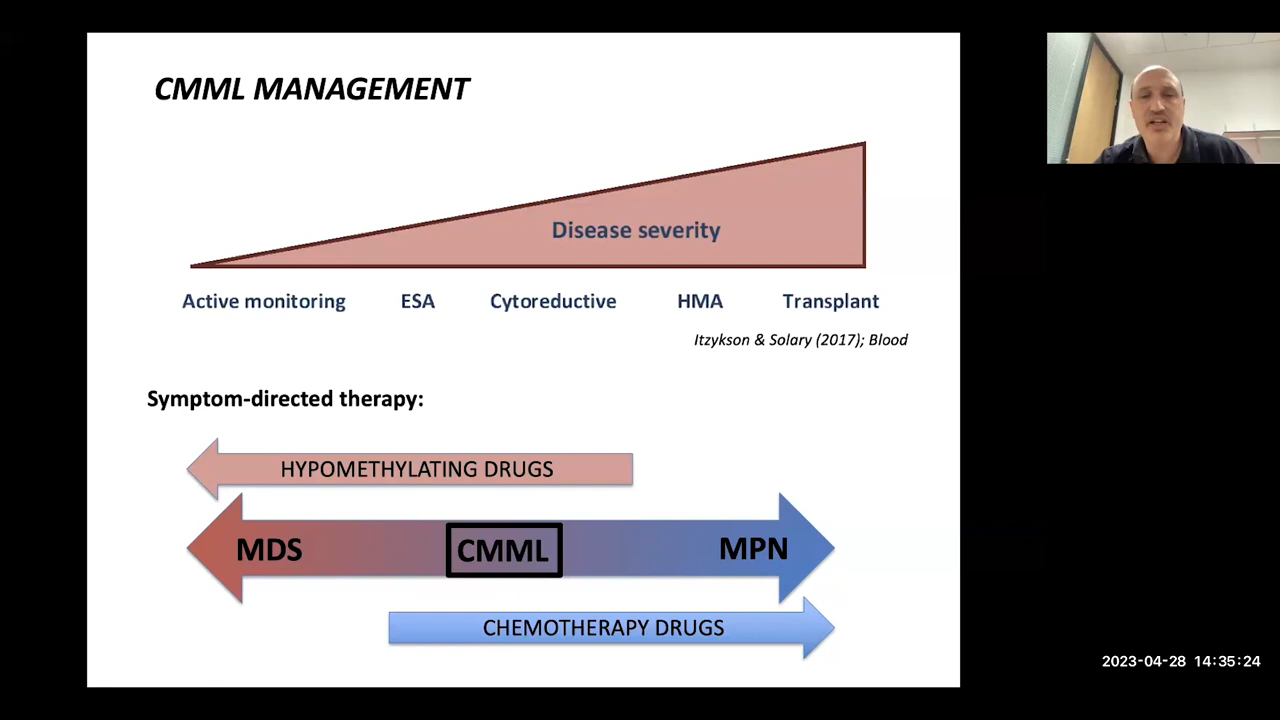 CMML MANAGEMENT
Disease severity
Active monitoring ESA Cytoreductive HMA Transplant
Itzykson & Solary (2017); Blood
Symptom-directed therapy:
HYPOMETHYLATING DRUGS
MDS CMML MPN
CHEMOTHERAPY DRUGS
2023-04-28 14:35:24